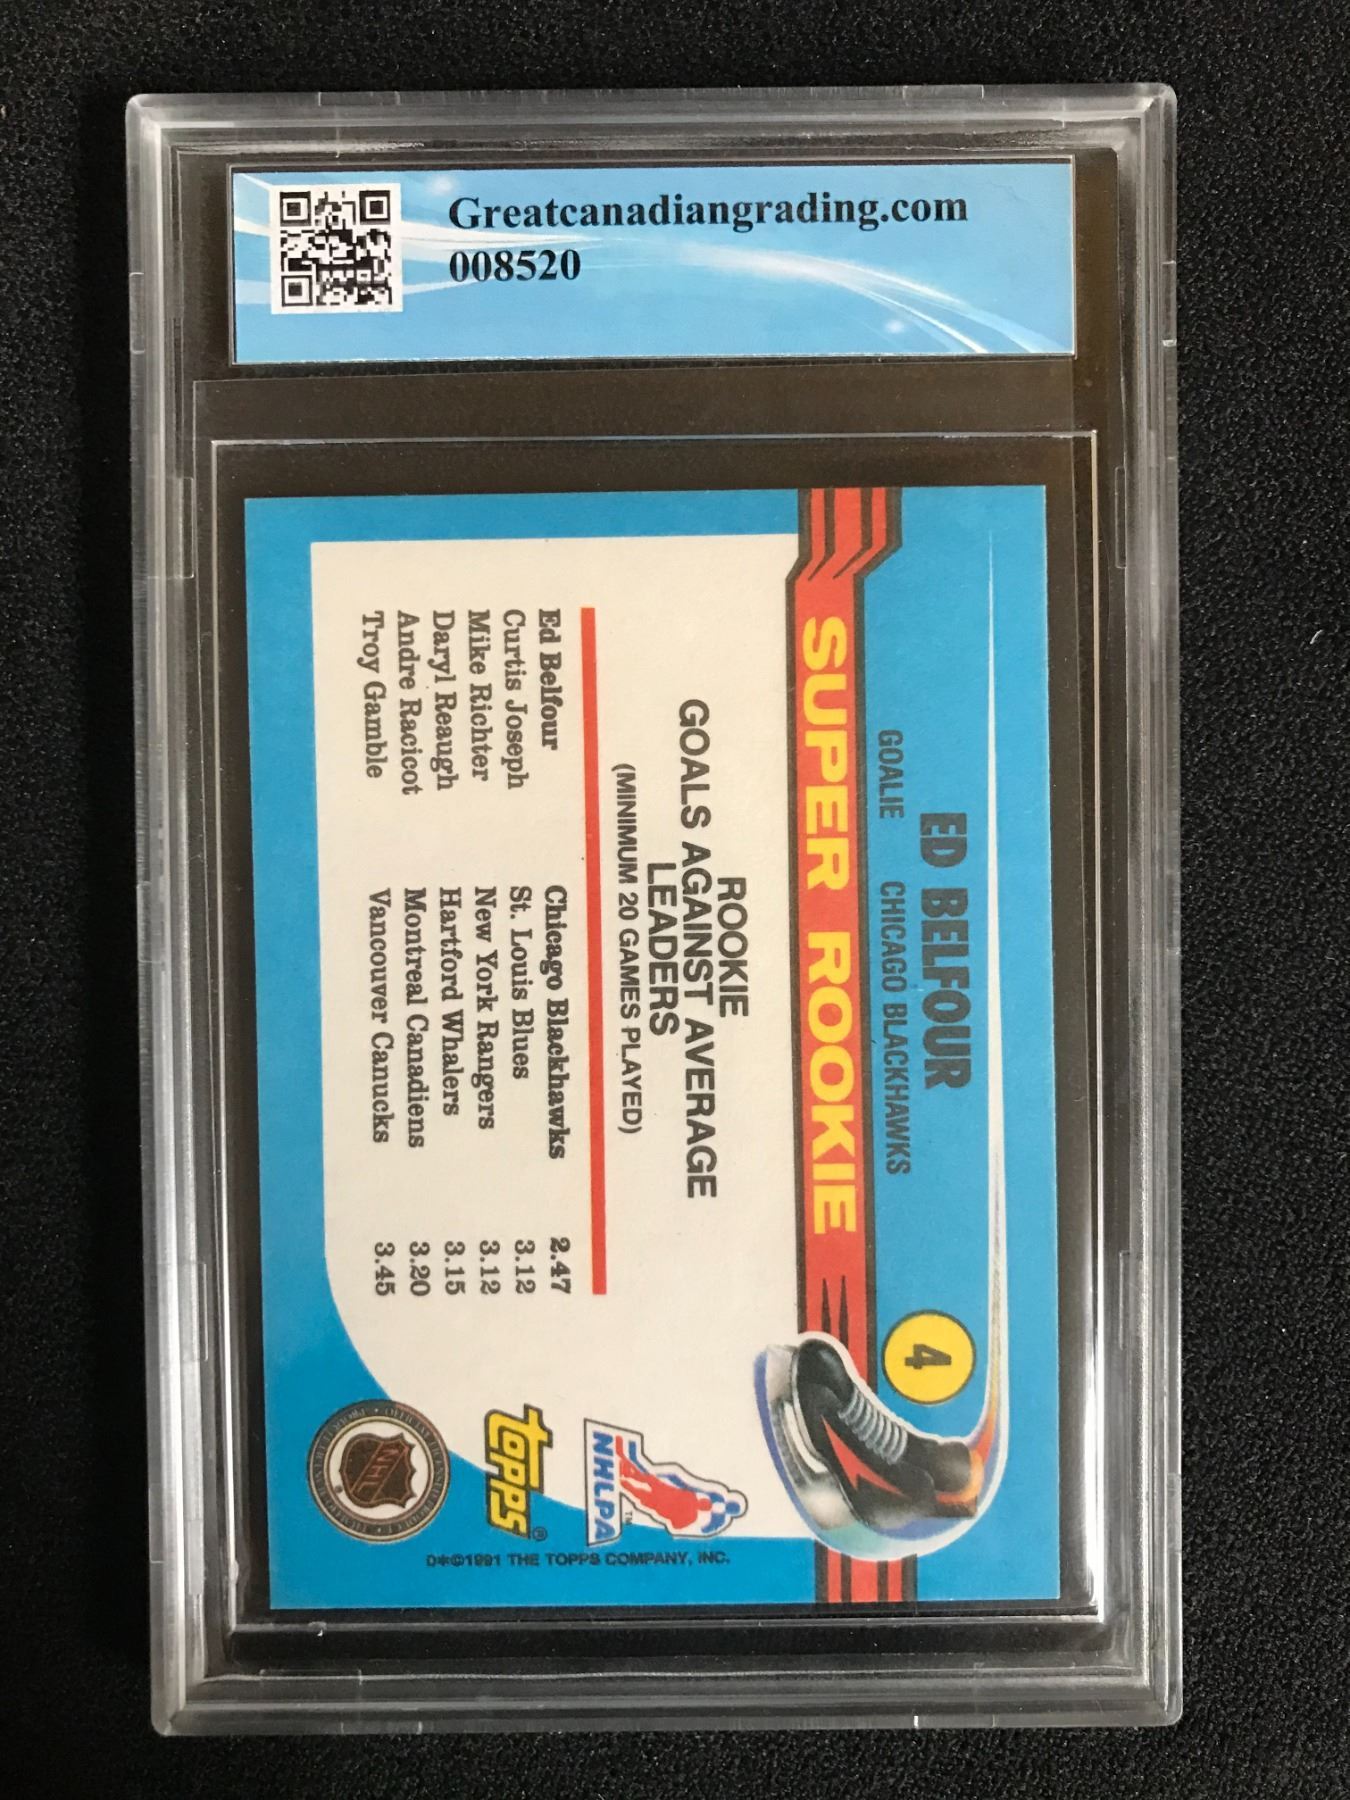 Greatcanadiangrading.com
008520
ED BELFOUR
GOALIE CHICAGO BLACKHAWKS
4
SUPER ROOKIE
ROOKIE
GOALS AGAINST AVERAGE
LEADERS
(MINIMUM 20 GAMES PLAYED)
Ed Belfour Chicago Blackhawks 2.47
Curtis Joseph St. Louis Blues 3.12
Mike Richter New York Rangers 3.12
Daryl Reaugh Hartford Whalers 3.15
Andre Racicot Montreal Canadiens 3.20
Troy Gamble Vancouver Canucks 3.45
NHLPA™
topps®
NHL
D*©1991 THE TOPPS COMPANY, INC.